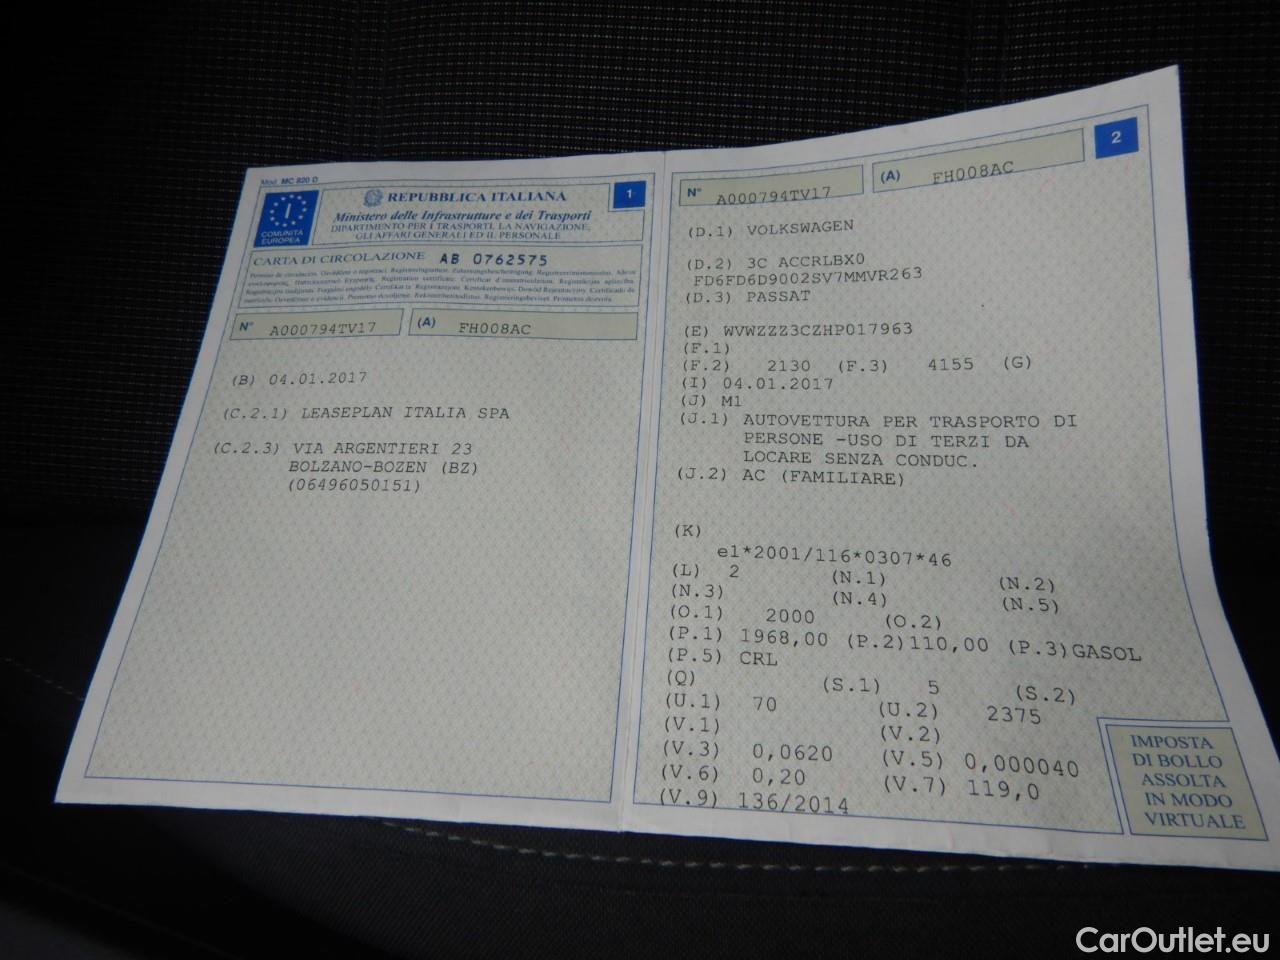 Mod. MC 820 D
I
COMUNITÀ
EUROPEA
REPUBBLICA ITALIANA
1
Ministero delle Infrastrutture e dei Trasporti
DIPARTIMENTO PER I TRASPORTI, LA NAVIGAZIONE,
GLI AFFARI GENERALI ED IL PERSONALE
CARTA DI CIRCOLAZIONE AB 0762575
N° A000794TV17 (A) FH008AC
(B) 04.01.2017
(C.2.1) LEASEPLAN ITALIA SPA
(C.2.3) VIA ARGENTIERI 23
BOLZANO-BOZEN (BZ)
(06496050151)
2
N° A000794TV17 (A) FH008AC
(D.1) VOLKSWAGEN
(D.2) 3C ACCRLBX0
FD6FD6D9002SV7MMVR263
(D.3) PASSAT
(E) WVWZZZ3CZHP017963
(F.1)
(F.2) 2130 (F.3) 4155 (G)
(I) 04.01.2017
(J) M1
(J.1) AUTOVETTURA PER TRASPORTO DI
PERSONE -USO DI TERZI DA
LOCARE SENZA CONDUC.
(J.2) AC (FAMILIARE)
(K)
e1*2001/116*0307*46
(L) 2 (N.1) (N.2)
(N.3) (N.4) (N.5)
(O.1) 2000 (O.2)
(P.1) 1968,00 (P.2)110,00 (P.3)GASOL
(P.5) CRL
(Q) (S.1) 5 (S.2)
(U.1) 70 (U.2) 2375
(V.1) (V.2)
(V.3) 0,0620 (V.5) 0,000040
(V.6) 0,20 (V.7) 119,0
(V.9) 136/2014
IMPOSTA
DI BOLLO
ASSOLTA
IN MODO
VIRTUALE
CarOutlet.eu